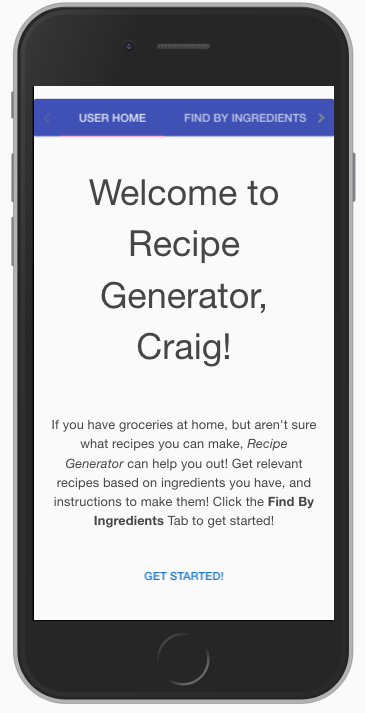 USER HOME FIND BY INGREDIENTS
Welcome to
Recipe
Generator,
Craig!
If you have groceries at home, but aren't sure
what recipes you can make, Recipe
Generator can help you out! Get relevant
recipes based on ingredients you have, and
instructions to make them! Click the Find By
Ingredients Tab to get started!
GET STARTED!